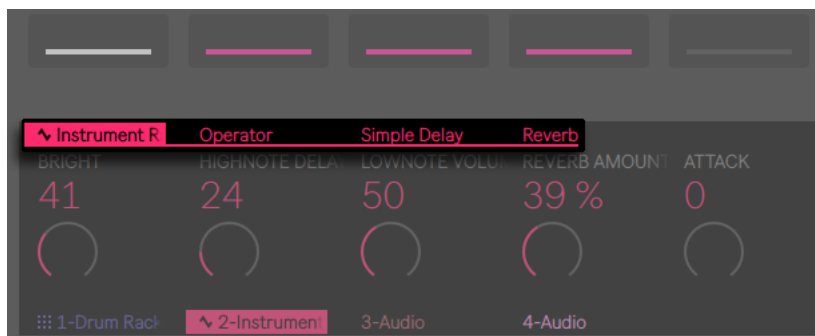 Instrument R Operator Simple Delay Reverb
BRIGHT HIGHNOTE DELA LOWNOTE VOLU REVERB AMOUNT ATTACK
41 24 50 39 % 0
1-Drum Rack 2-Instrument 3-Audio 4-Audio